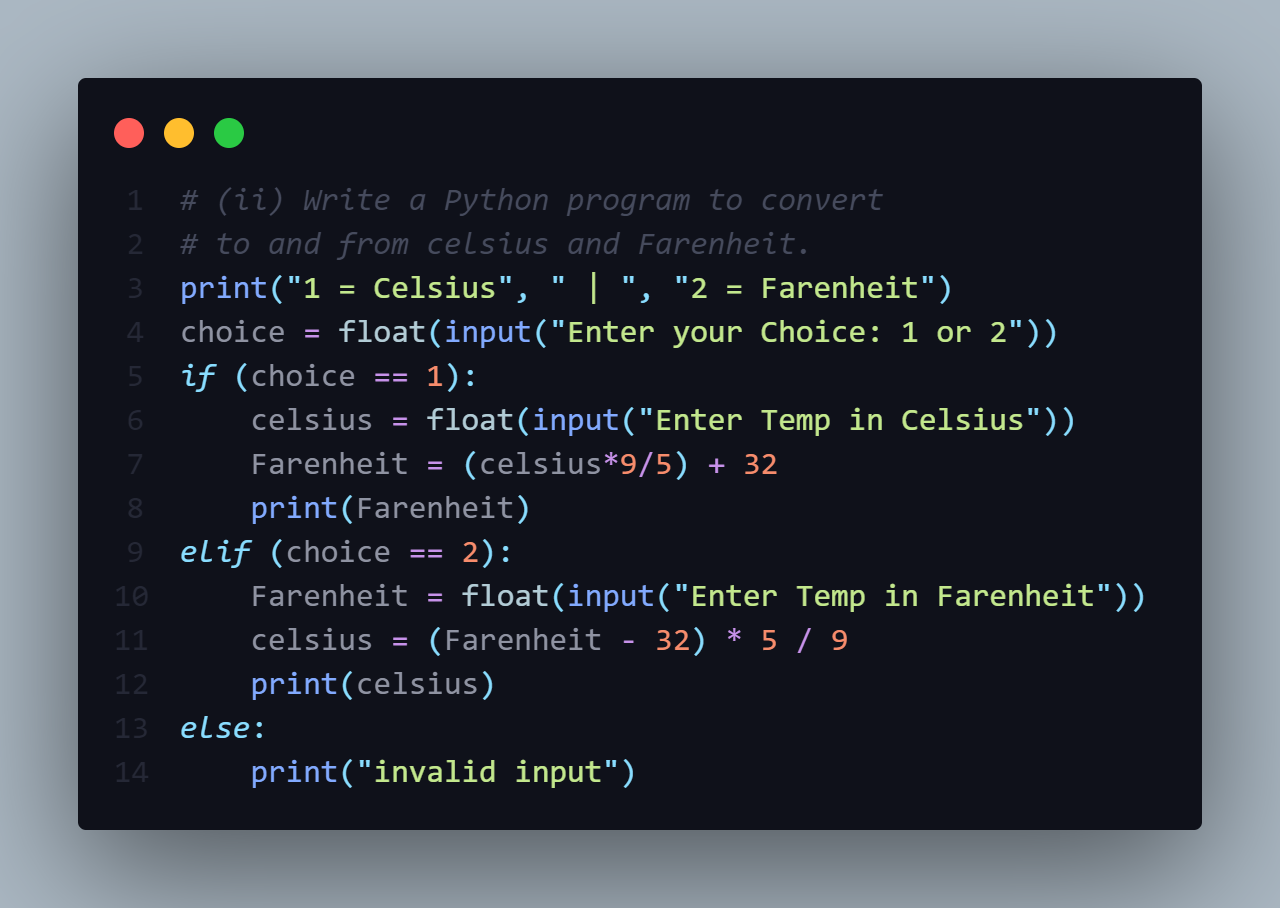 1 # (ii) Write a Python program to convert
2 # to and from celsius and Farenheit.
3 print("1 = Celsius", " | ", "2 = Farenheit")
4 choice = float(input("Enter your Choice: 1 or 2"))
5 if (choice == 1):
6     celsius = float(input("Enter Temp in Celsius"))
7     Farenheit = (celsius*9/5) + 32
8     print(Farenheit)
9 elif (choice == 2):
10     Farenheit = float(input("Enter Temp in Farenheit"))
11     celsius = (Farenheit - 32) * 5 / 9
12     print(celsius)
13 else:
14     print("invalid input")